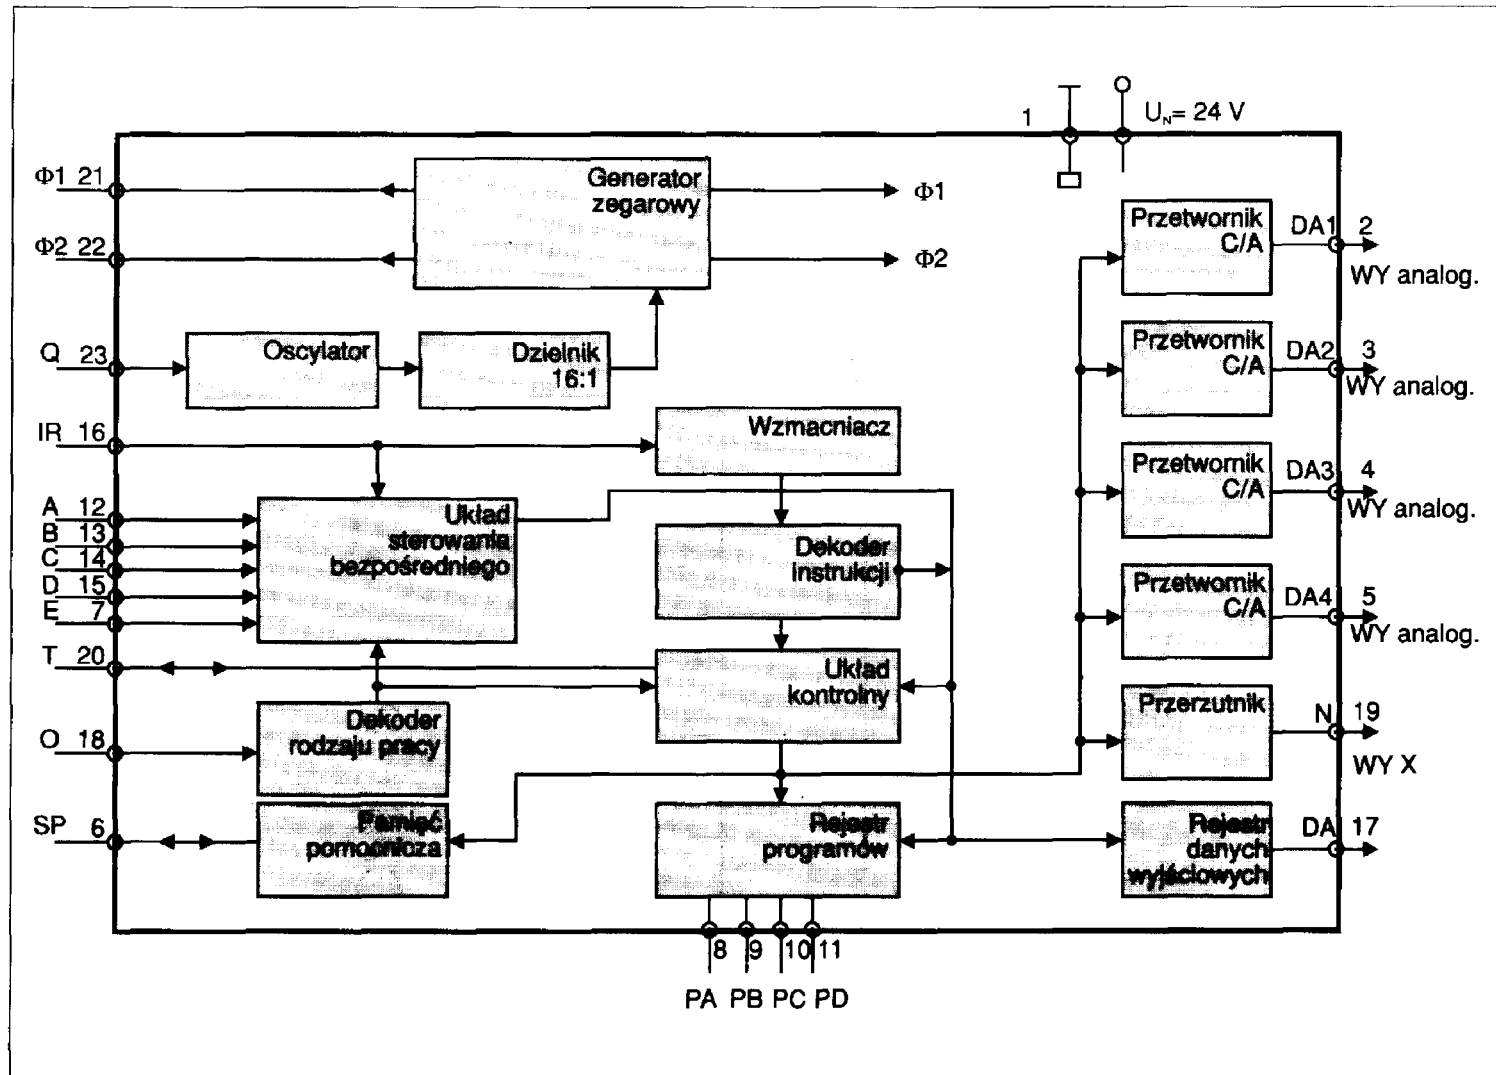 1
U_N= 24 V
Φ1 21
Generator
zegarowy
Φ1
Φ2 22
Φ2
Przetwornik
C/A
DA1 2
WY analog.
Q 23
Oscylator
Dzielnik
16:1
Przetwornik
C/A
DA2 3
WY analog.
IR 16
Wzmacniacz
Przetwornik
C/A
DA3 4
WY analog.
A 12
B 13
C 14
D 15
E 7
Układ
sterowania
bezpośredniego
Dekoder
instrukcji
Przetwornik
C/A
DA4 5
WY analog.
T 20
Układ
kontrolny
Przerzutnik
N 19
WY X
O 18
Dekoder
rodzaju pracy
SP 6
Pamięć
pomocnicza
Rejestr
programów
Rejestr
danych
wyjściowych
DA 17
8 9 10 11
PA PB PC PD